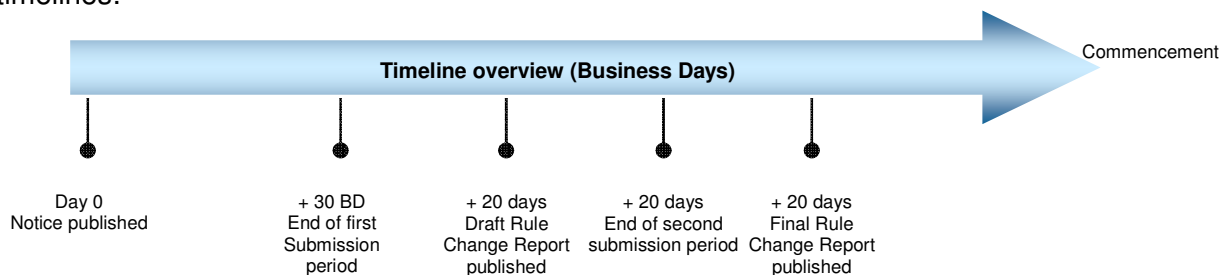 timelines:
Commencement
Timeline overview (Business Days)
Day 0
Notice published
+ 30 BD
End of first
Submission
period
+ 20 days
Draft Rule
Change Report
published
+ 20 days
End of second
submission period
+ 20 days
Final Rule
Change Report
published